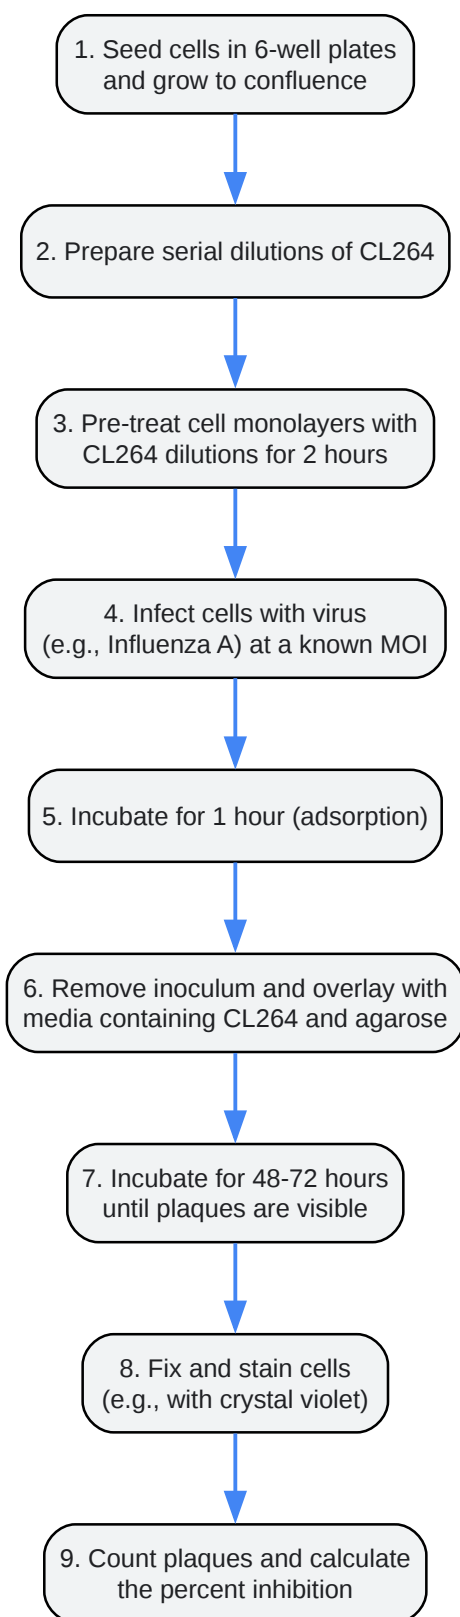 1. Seed cells in 6-well plates
and grow to confluence
2. Prepare serial dilutions of CL264
3. Pre-treat cell monolayers with
CL264 dilutions for 2 hours
4. Infect cells with virus
(e.g., Influenza A) at a known MOI
5. Incubate for 1 hour (adsorption)
6. Remove inoculum and overlay with
media containing CL264 and agarose
7. Incubate for 48-72 hours
until plaques are visible
8. Fix and stain cells
(e.g., with crystal violet)
9. Count plaques and calculate
the percent inhibition